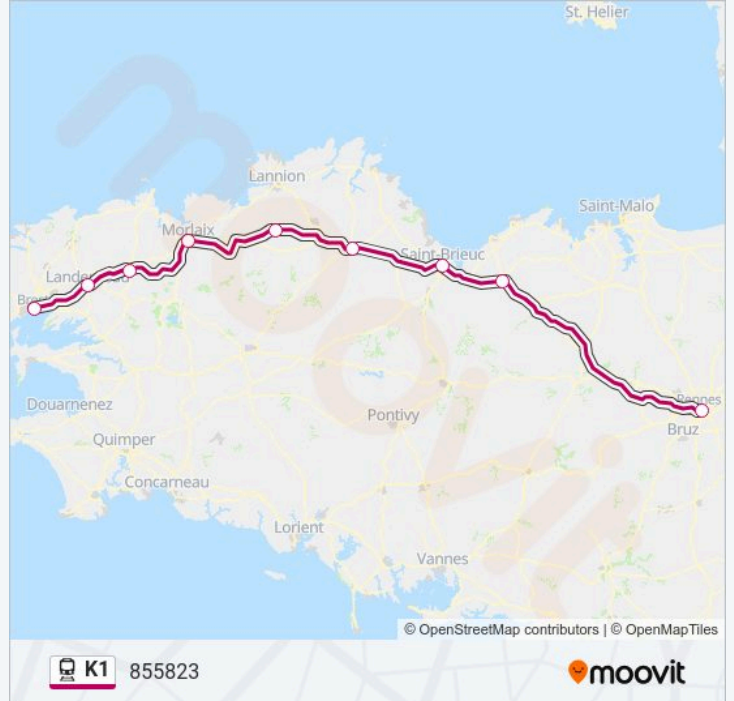 St. Helier
Lannion
Saint-Malo
Morlaix
Saint-Brieuc
Rennes
Douarnenez
Pontivy
Bruz
Quimper
Concarneau
Lorient
Vannes
moovit
© OpenStreetMap contributors | © OpenMapTiles
K1 855823
moovit